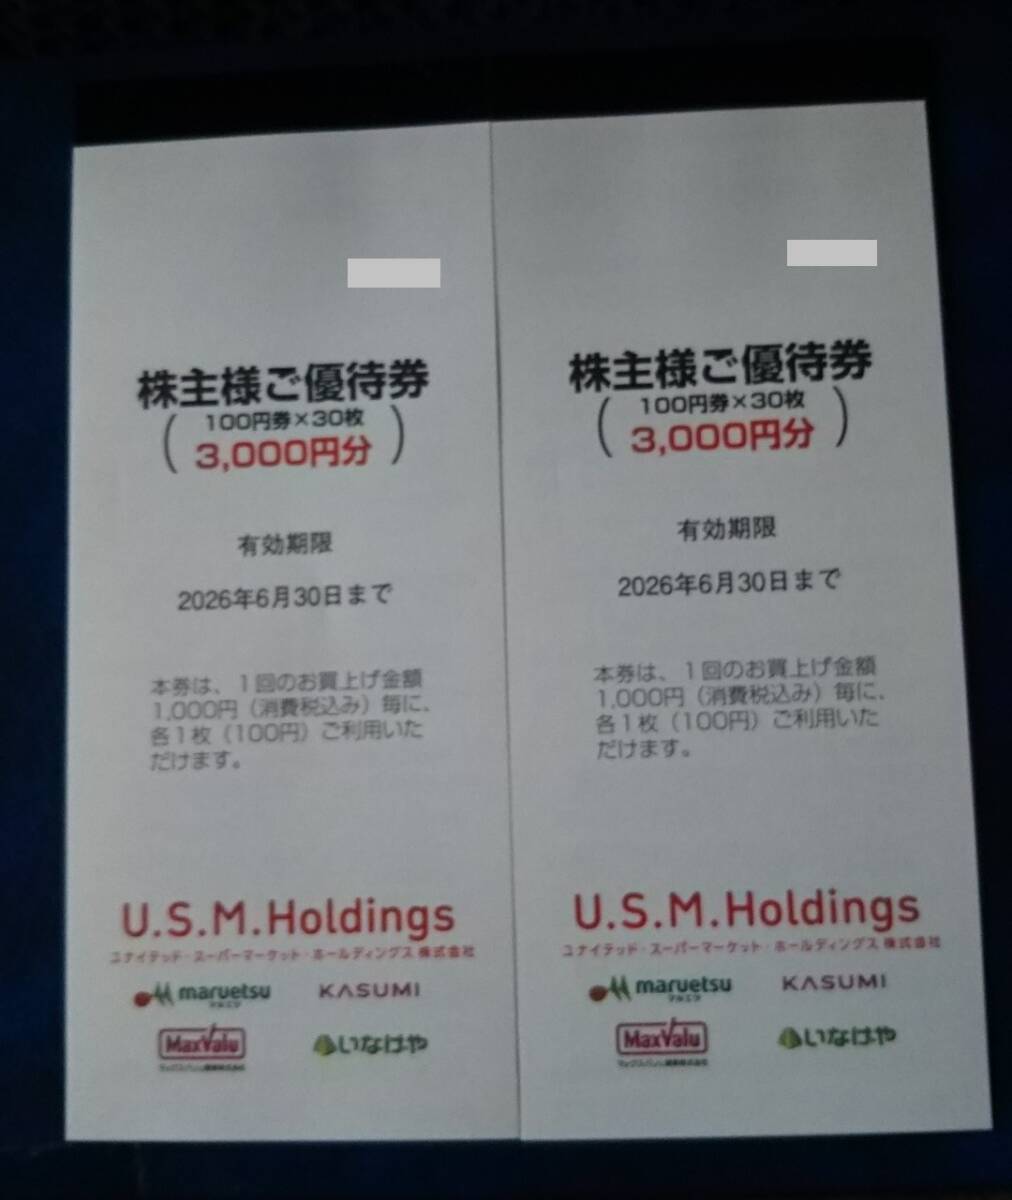 株主様ご優待券
100円券×30枚
3,000円分
有効期限
2026年6月30日まで
本券は、1回のお買上げ金額
1,000円（消費税込み）毎に、
各1枚（100円）ご利用いた
だけます。
U.S.M.Holdings
ユナイテッド・スーパーマーケット・ホールディングス 株式会社
maruetsu
マルエツ
KASUMI
MaxValu
いなげや
株主様ご優待券
100円券×30枚
3,000円分
有効期限
2026年6月30日まで
本券は、1回のお買上げ金額
1,000円（消費税込み）毎に、
各1枚（100円）ご利用いた
だけます。
U.S.M.Holdings
ユナイテッド・スーパーマーケット・ホールディングス 株式会社
maruetsu
マルエツ
KASUMI
MaxValu
いなげや